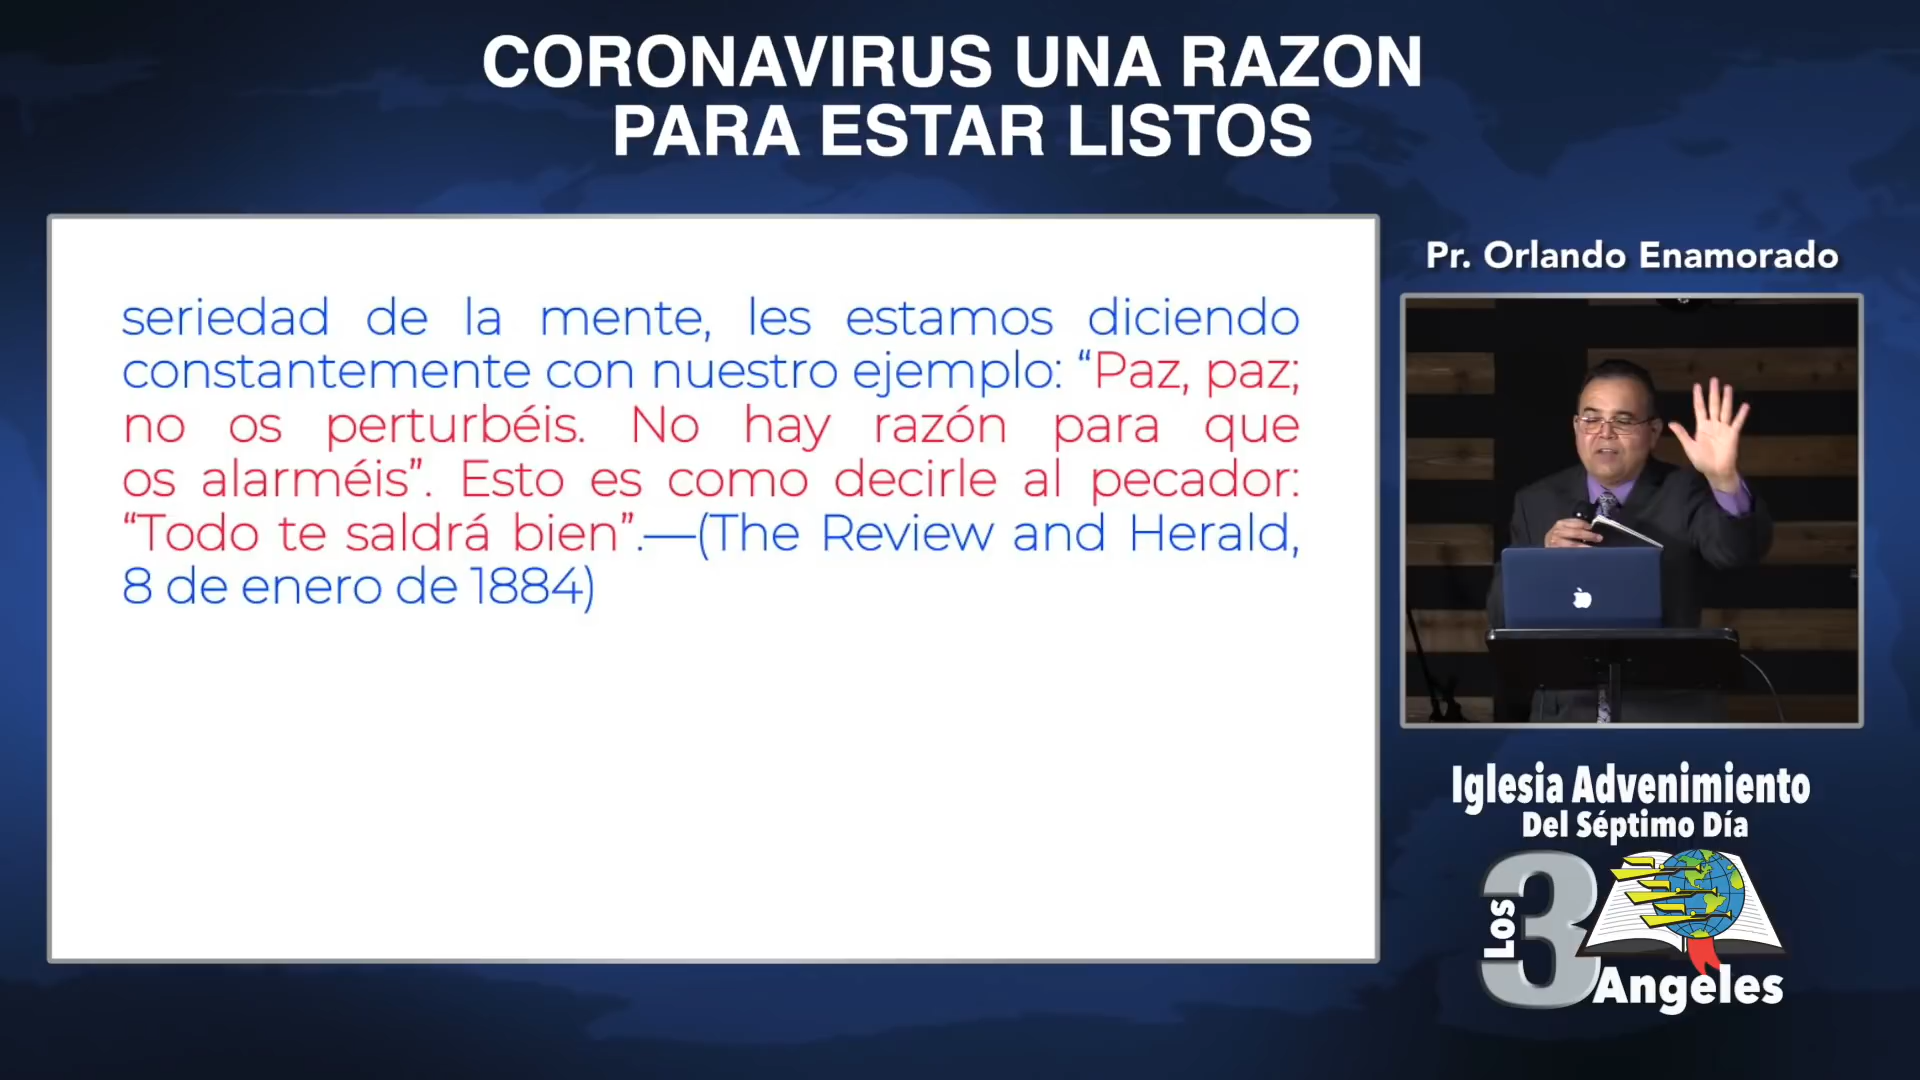 CORONAVIRUS UNA RAZON
PARA ESTAR LISTOS
seriedad de la mente, les estamos diciendo
constantemente con nuestro ejemplo: “Paz, paz;
no os perturbéis. No hay razón para que
os alarméis”. Esto es como decirle al pecador:
“Todo te saldrá bien”.—(The Review and Herald,
8 de enero de 1884)
Pr. Orlando Enamorado
Iglesia Advenimiento
Del Séptimo Día
Los
3
Angeles